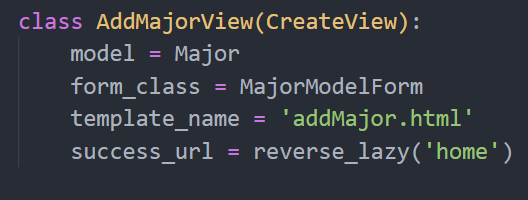 class AddMajorView(CreateView):
    model = Major
    form_class = MajorModelForm
    template_name = 'addMajor.html'
    success_url = reverse_lazy('home')